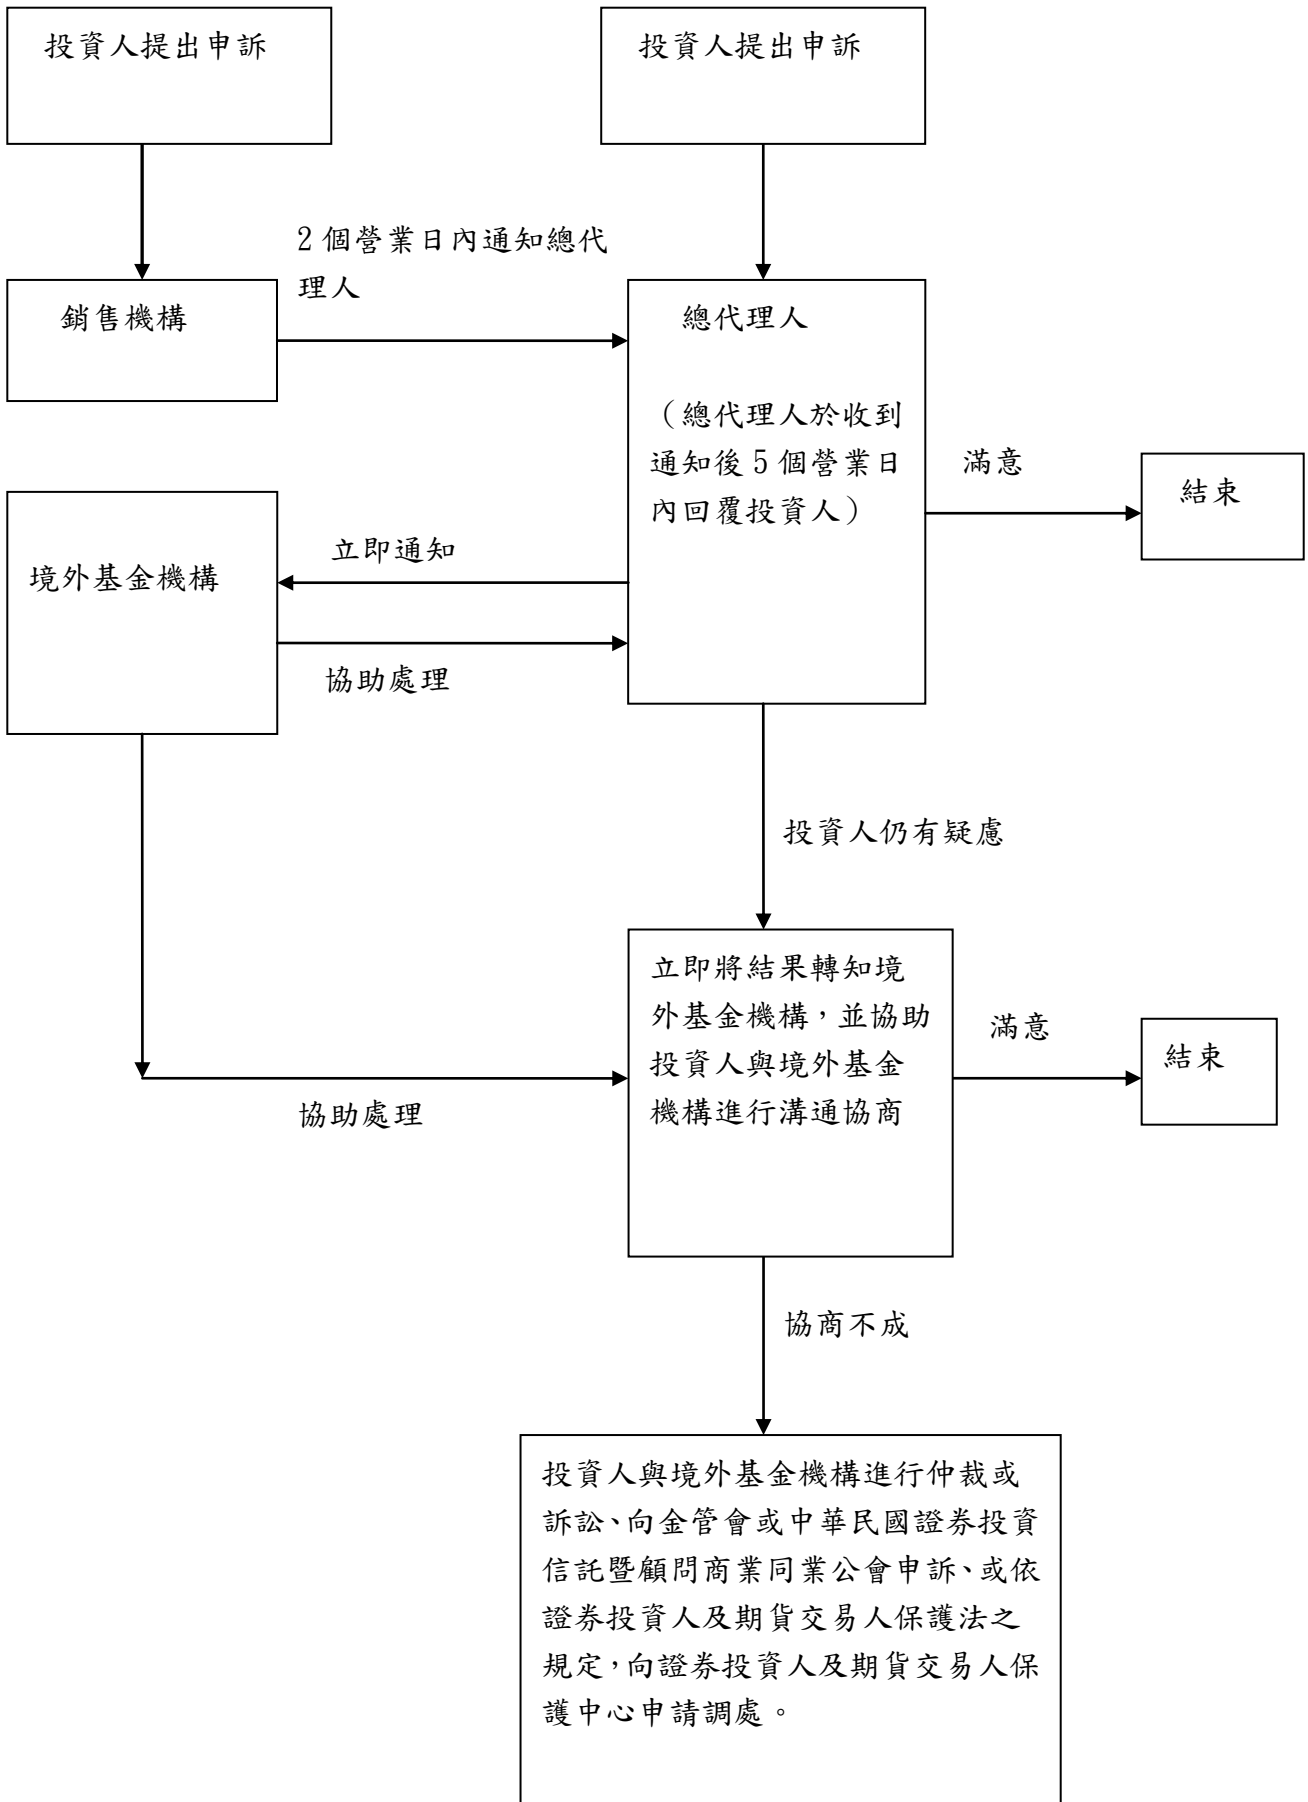 投資人提出申訴
投資人提出申訴
2個營業日內通知總代
理人
銷售機構
總代理人
（總代理人於收到
通知後5個營業日
內回覆投資人）
滿意
結束
立即通知
境外基金機構
協助處理
投資人仍有疑慮
立即將結果轉知境
外基金機構，並協助
投資人與境外基金
機構進行溝通協商
滿意
結束
協助處理
協商不成
投資人與境外基金機構進行仲裁或
訴訟、向金管會或中華民國證券投資
信託暨顧問商業同業公會申訴、或依
證券投資人及期貨交易人保護法之
規定，向證券投資人及期貨交易人保
護中心申請調處。